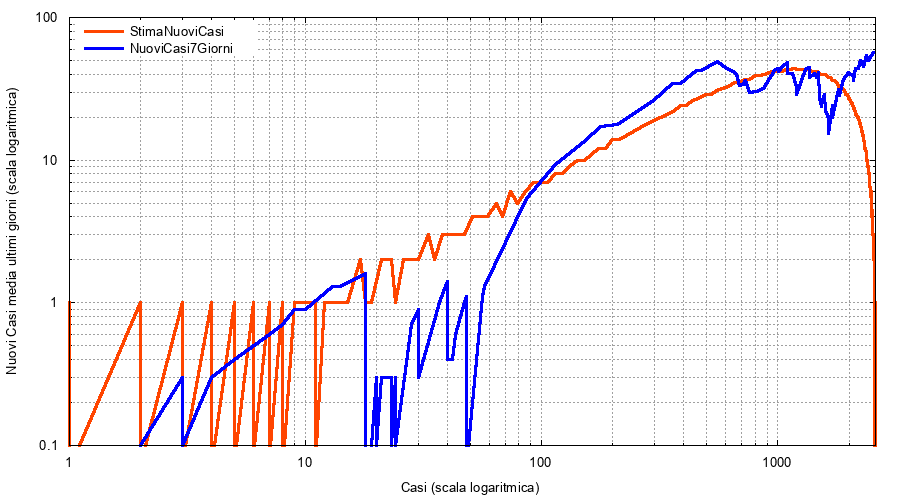 100
StimaNuoviCasi
NuoviCasi7Giorni
10
1
0.1
1
10
100
1000
Nuovi Casi media ultimi giorni (scala logaritmica)
Casi (scala logaritmica)